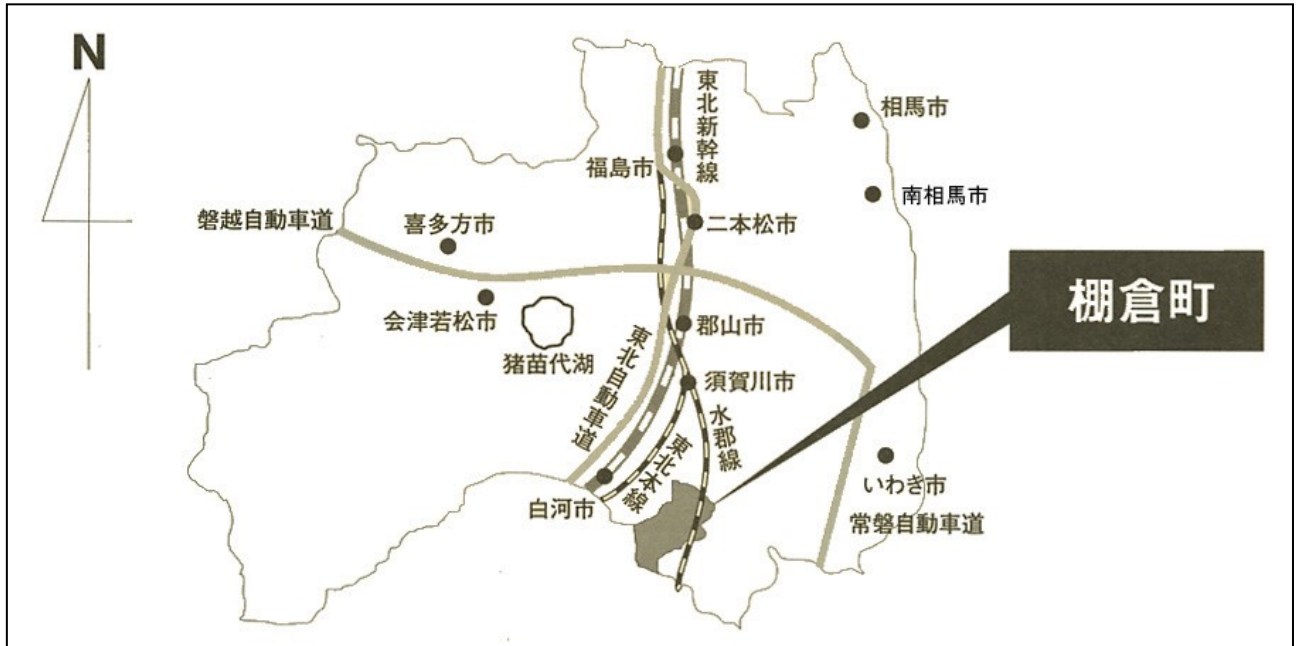 N
東北新幹線
相馬市
福島市
南相馬市
磐越自動車道
喜多方市
二本松市
棚倉町
会津若松市
猪苗代湖
郡山市
東北自動車道
須賀川市
水郡線
東北本線
白河市
いわき市
常磐自動車道